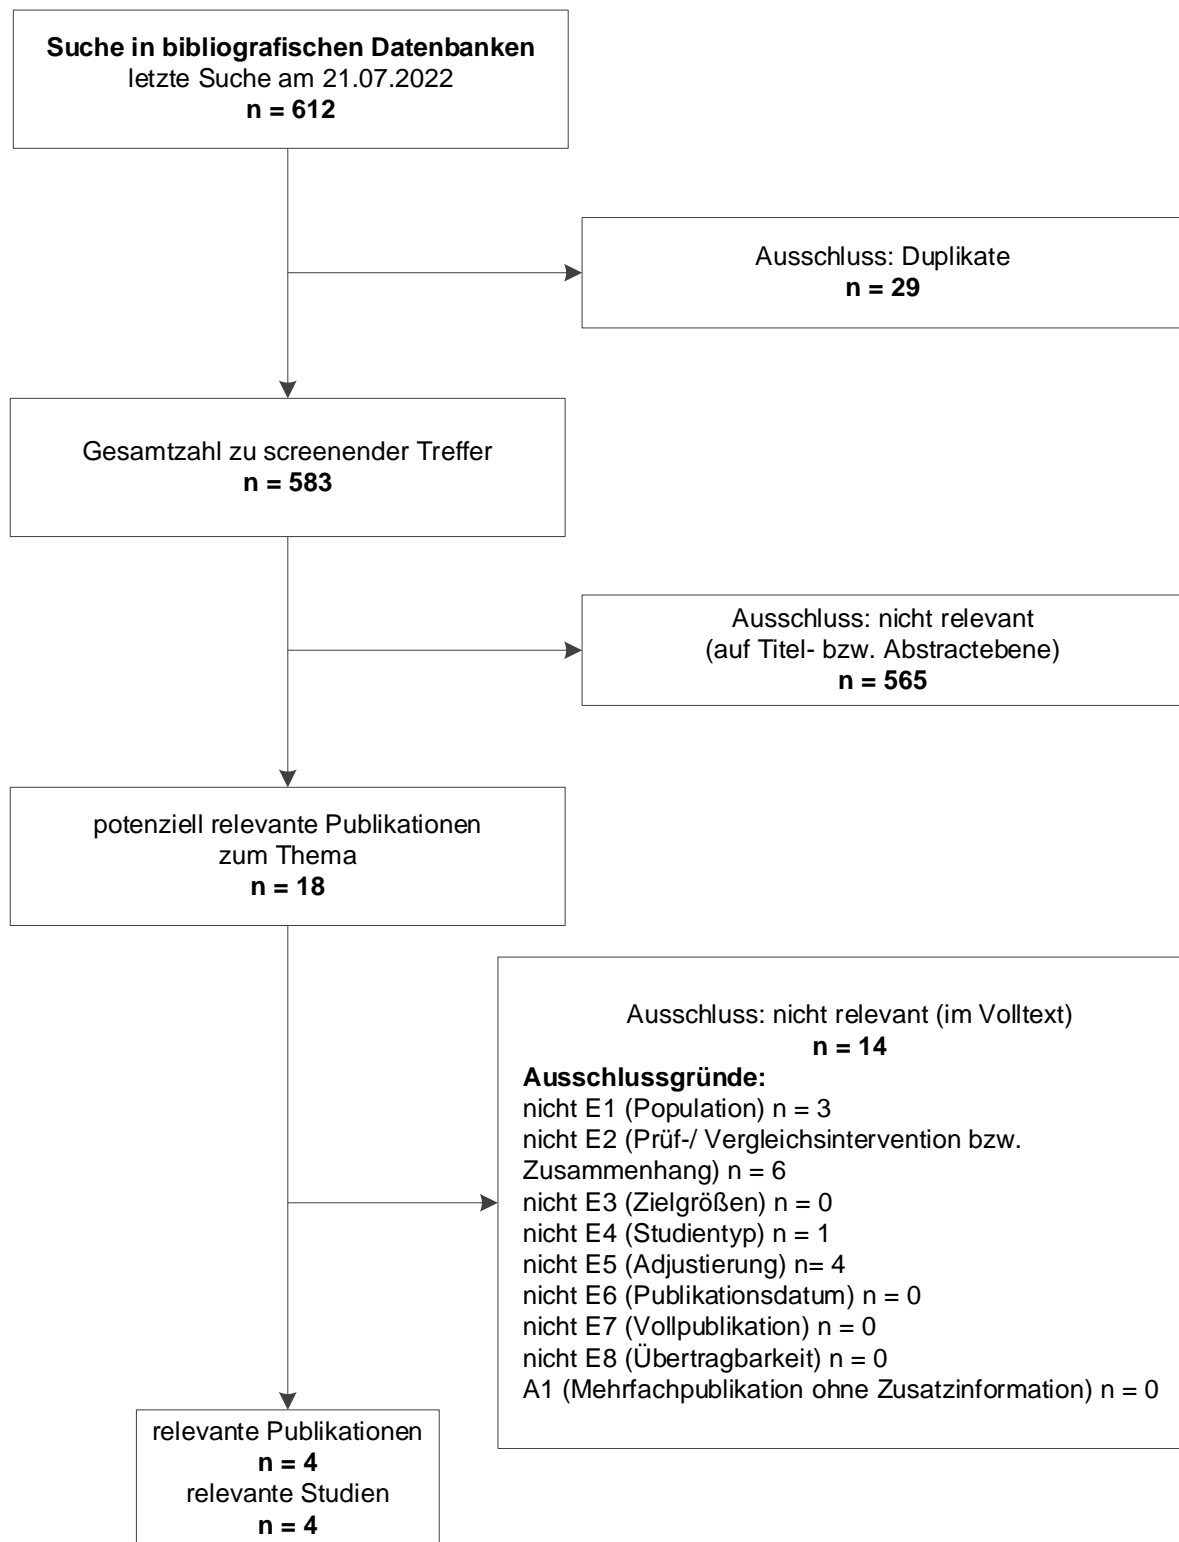 Suche in bibliografischen Datenbanken
letzte Suche am 21.07.2022
n = 612
Ausschluss: Duplikate
n = 29
Gesamtzahl zu screenender Treffer
n = 583
Ausschluss: nicht relevant
(auf Titel- bzw. Abstractebene)
n = 565
potenziell relevante Publikationen
zum Thema
n = 18
Ausschluss: nicht relevant (im Volltext)
n = 14
Ausschlussgründe:
nicht E1 (Population) n = 3
nicht E2 (Prüf-/ Vergleichsintervention bzw.
Zusammenhang) n = 6
nicht E3 (Zielgrößen) n = 0
nicht E4 (Studientyp) n = 1
nicht E5 (Adjustierung) n= 4
nicht E6 (Publikationsdatum) n = 0
nicht E7 (Vollpublikation) n = 0
nicht E8 (Übertragbarkeit) n = 0
A1 (Mehrfachpublikation ohne Zusatzinformation) n = 0
relevante Publikationen
n = 4
relevante Studien
n = 4